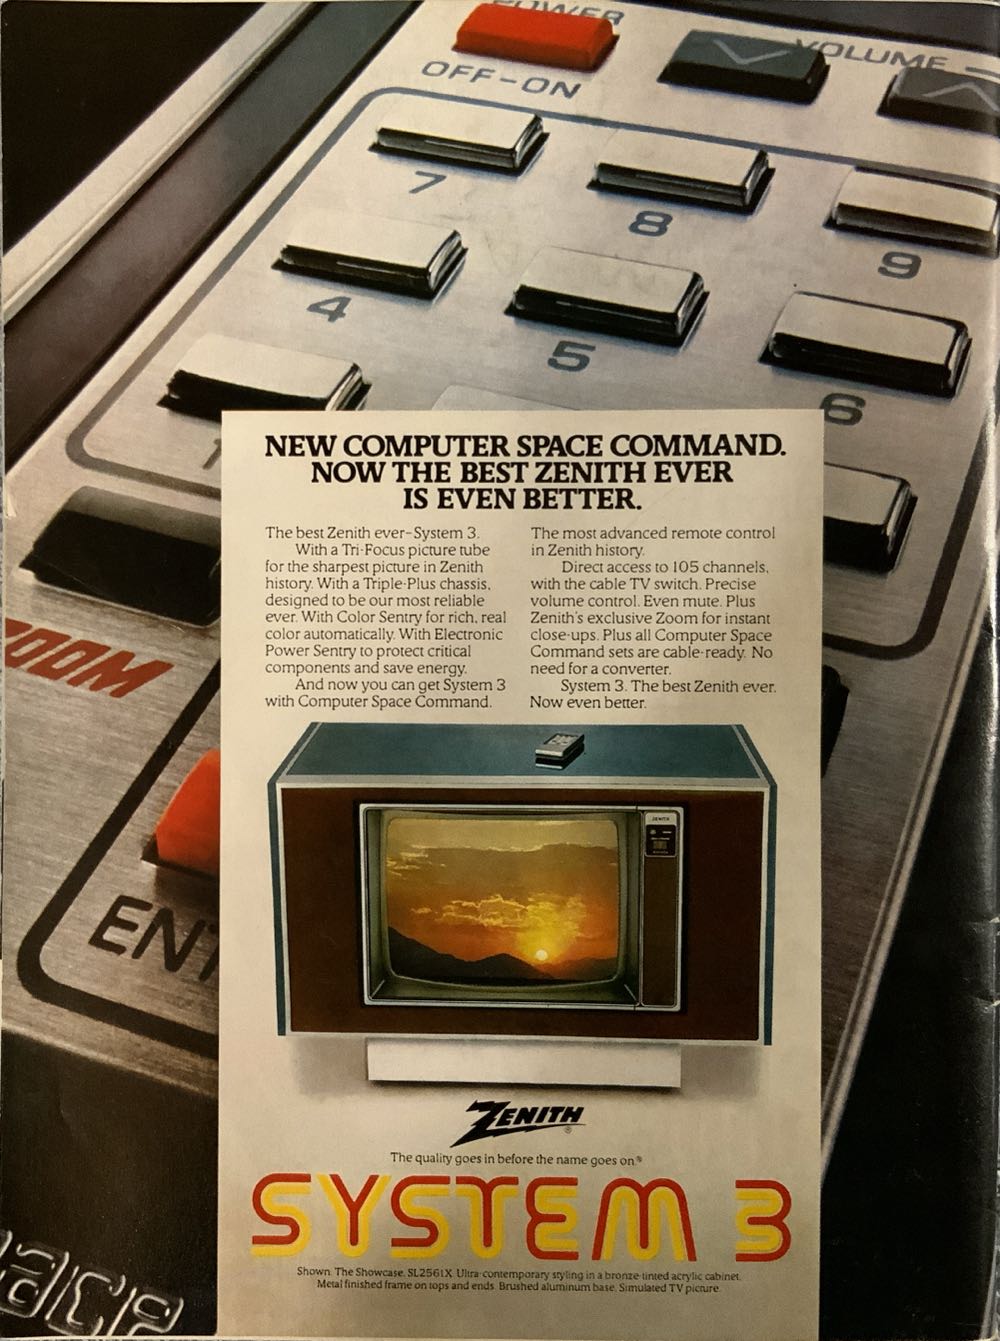 POWER
OFF-ON
VOLUME
7
8
9
4
5
6
1
ZOOM
NEW COMPUTER SPACE COMMAND.
NOW THE BEST ZENITH EVER
IS EVEN BETTER.
The best Zenith ever–System 3.
With a Tri-Focus picture tube
for the sharpest picture in Zenith
history. With a Triple-Plus chassis,
designed to be our most reliable
ever. With Color Sentry for rich, real
color automatically. With Electronic
Power Sentry to protect critical
components and save energy.
And now you can get System 3
with Computer Space Command.
The most advanced remote control
in Zenith history.
Direct access to 105 channels,
with the cable TV switch. Precise
volume control. Even mute. Plus
Zenith's exclusive Zoom for instant
close-ups. Plus all Computer Space
Command sets are cable-ready. No
need for a converter.
System 3. The best Zenith ever.
Now even better.
ENT
ZENITH
ZENITH®
The quality goes in before the name goes on.®
SYSTEM 3
Shown. The Showcase. SL2561X. Ultra-contemporary styling in a bronze-tinted acrylic cabinet.
Metal finished frame on tops and ends. Brushed aluminum base. Simulated TV picture.